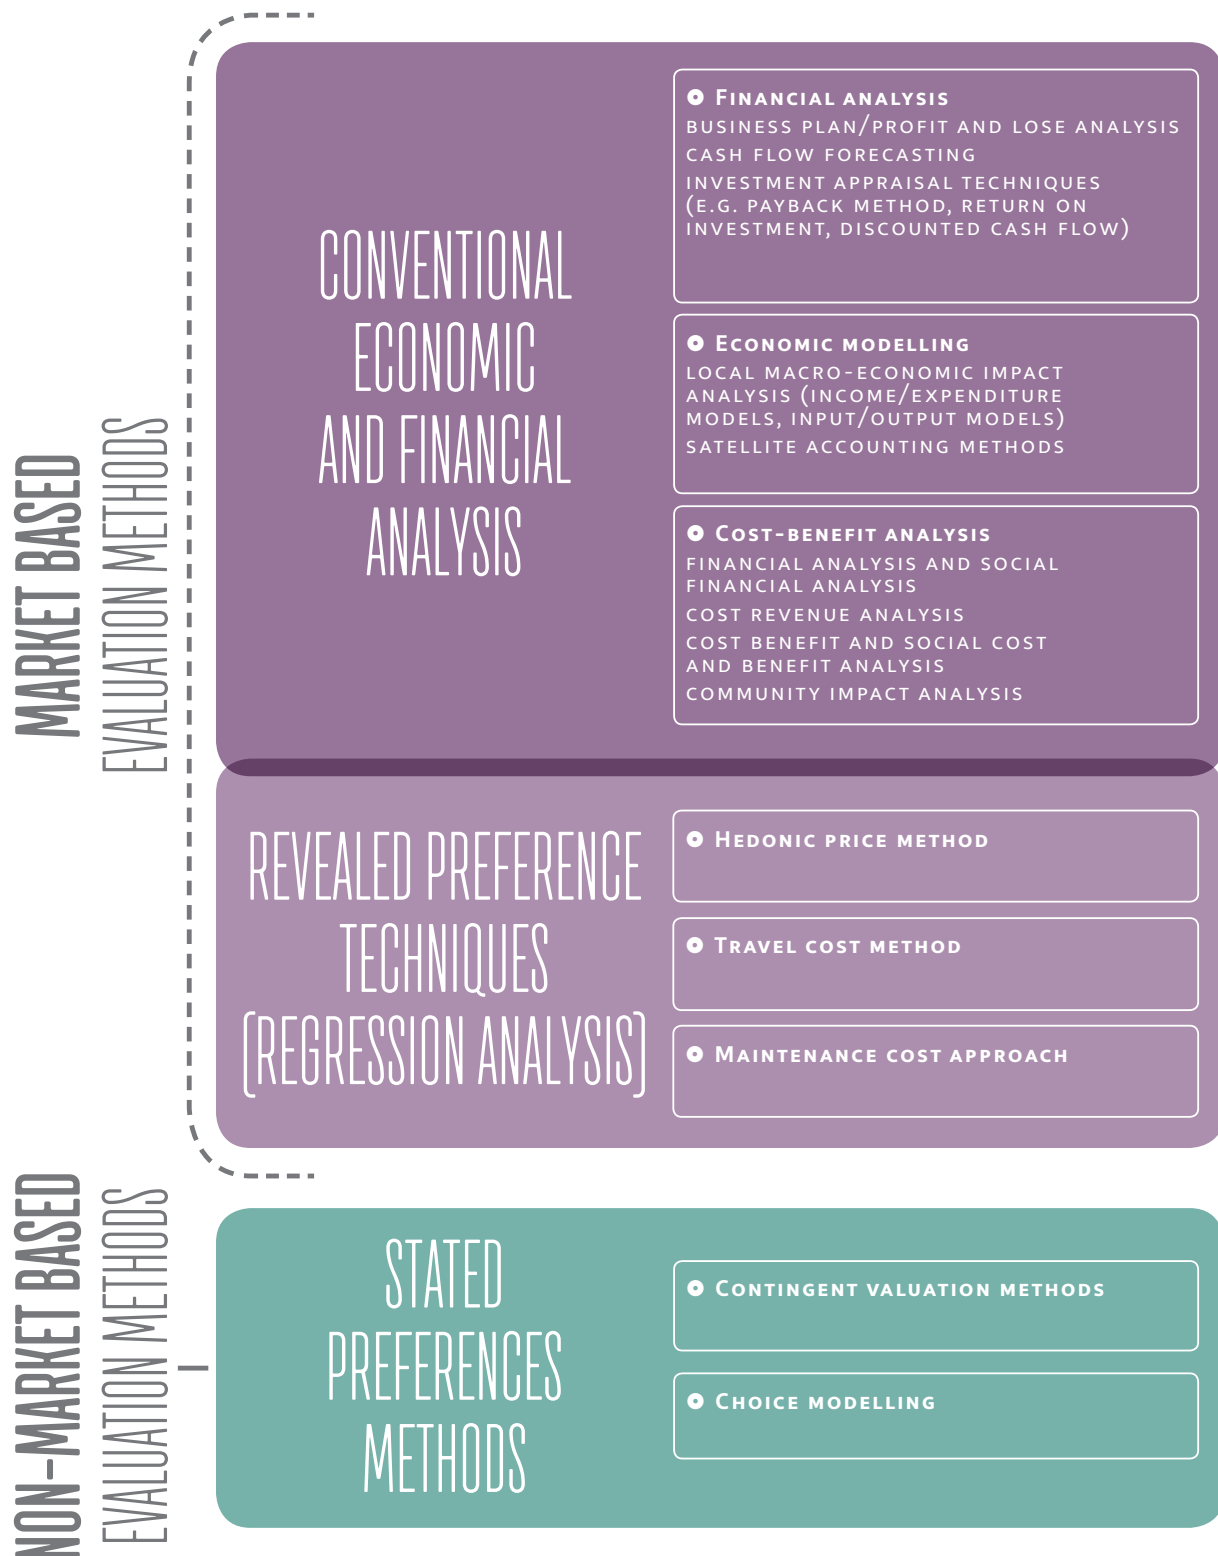 MARKET BASED
EVALUATION METHODS
CONVENTIONAL
ECONOMIC
AND FINANCIAL
ANALYSIS
Financial analysis
business plan/profit and lose analysis
cash flow forecasting
investment appraisal techniques
(e.g. payback method, return on
investment, discounted cash flow)
Economic modelling
local macro-economic impact
analysis (income/expenditure
models, input/output models)
satellite accounting methods
Cost-benefit analysis
financial analysis and social
financial analysis
cost revenue analysis
cost benefit and social cost
and benefit analysis
community impact analysis
REVEALED PREFERENCE
TECHNIQUES
(REGRESSION ANALYSIS)
Hedonic price method
Travel cost method
Maintenance cost approach
NON-MARKET BASED
EVALUATION METHODS
STATED
PREFERENCES
METHODS
Contingent valuation methods
Choice modelling